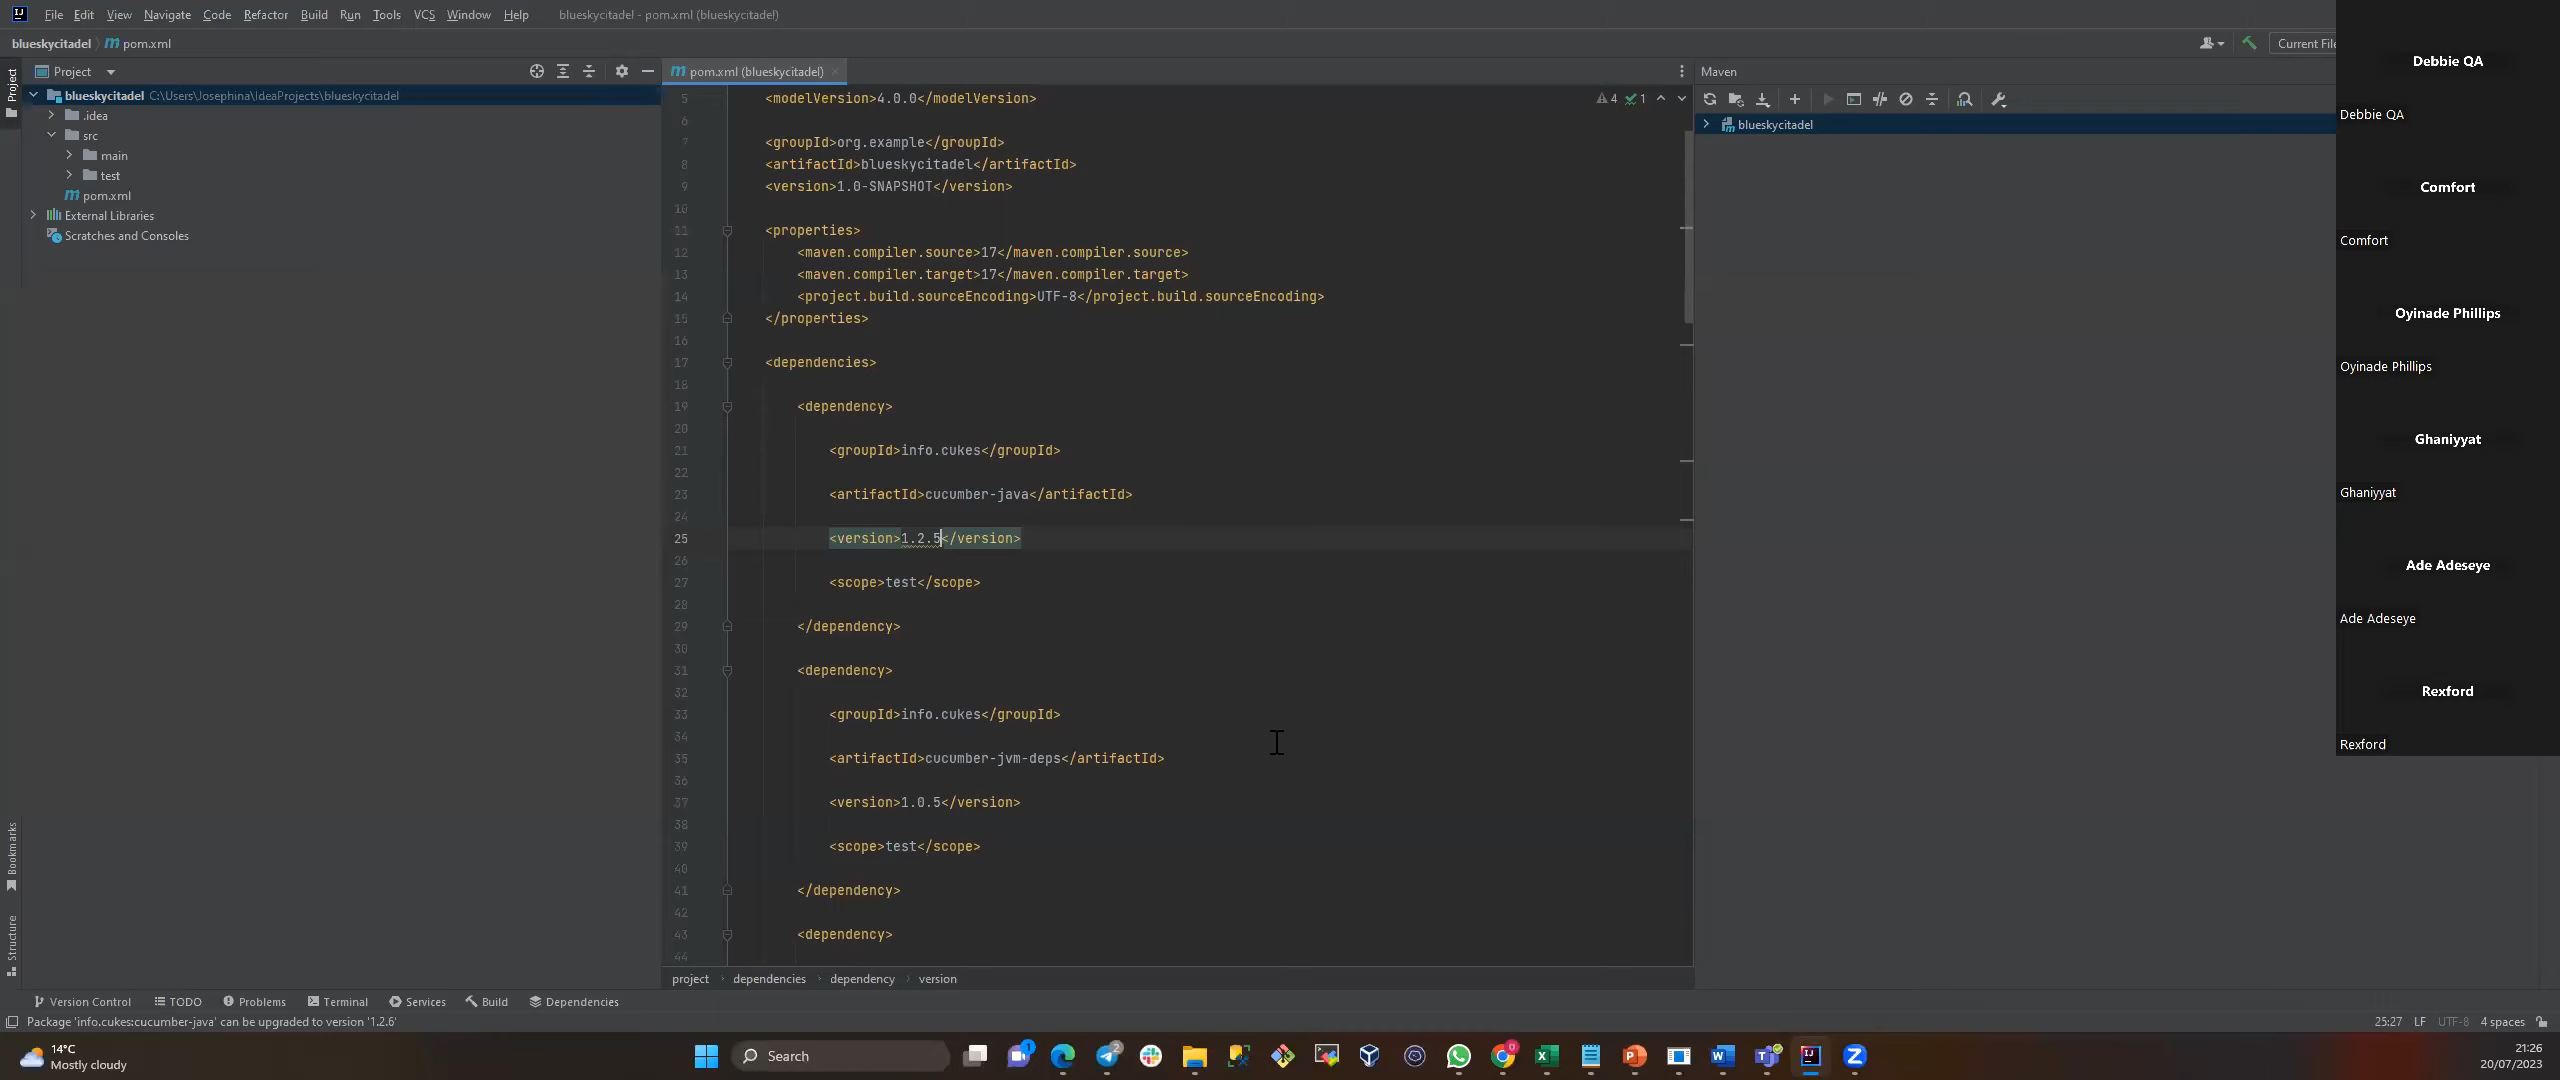 File Edit View Navigate Code Refactor Build Run Tools VCS Window Help blueskycitadel - pom.xml (blueskycitadel)
blueskycitadel pom.xml
Current File
Project
Project
blueskycitadel C:\Users\Josephina\IdeaProjects\blueskycitadel
.idea
src
main
test
pom.xml
External Libraries
Scratches and Consoles
Bookmarks
Structure
pom.xml (blueskycitadel)
4 1
5 <modelVersion>4.0.0</modelVersion>
6
7 <groupId>org.example</groupId>
8 <artifactId>blueskycitadel</artifactId>
9 <version>1.0-SNAPSHOT</version>
10
11 <properties>
12 <maven.compiler.source>17</maven.compiler.source>
13 <maven.compiler.target>17</maven.compiler.target>
14 <project.build.sourceEncoding>UTF-8</project.build.sourceEncoding>
15 </properties>
16
17 <dependencies>
18
19 <dependency>
20
21 <groupId>info.cukes</groupId>
22
23 <artifactId>cucumber-java</artifactId>
24
25 <version>1.2.5</version>
26
27 <scope>test</scope>
28
29 </dependency>
30
31 <dependency>
32
33 <groupId>info.cukes</groupId>
34
35 <artifactId>cucumber-jvm-deps</artifactId>
36
37 <version>1.0.5</version>
38
39 <scope>test</scope>
40
41 </dependency>
42
43 <dependency>
44
project dependencies dependency version
Maven
blueskycitadel
Debbie QA
Debbie QA
Comfort
Comfort
Oyinade Phillips
Oyinade Phillips
Ghaniyyat
Ghaniyyat
Ade Adeseye
Ade Adeseye
Rexford
Rexford
Version Control TODO Problems Terminal Services Build Dependencies
Package 'info.cukes:cucumber-java' can be upgraded to version '1.2.6'
25:27 LF UTF-8 4 spaces
14°C
Mostly cloudy
Search
21:26
20/07/2023